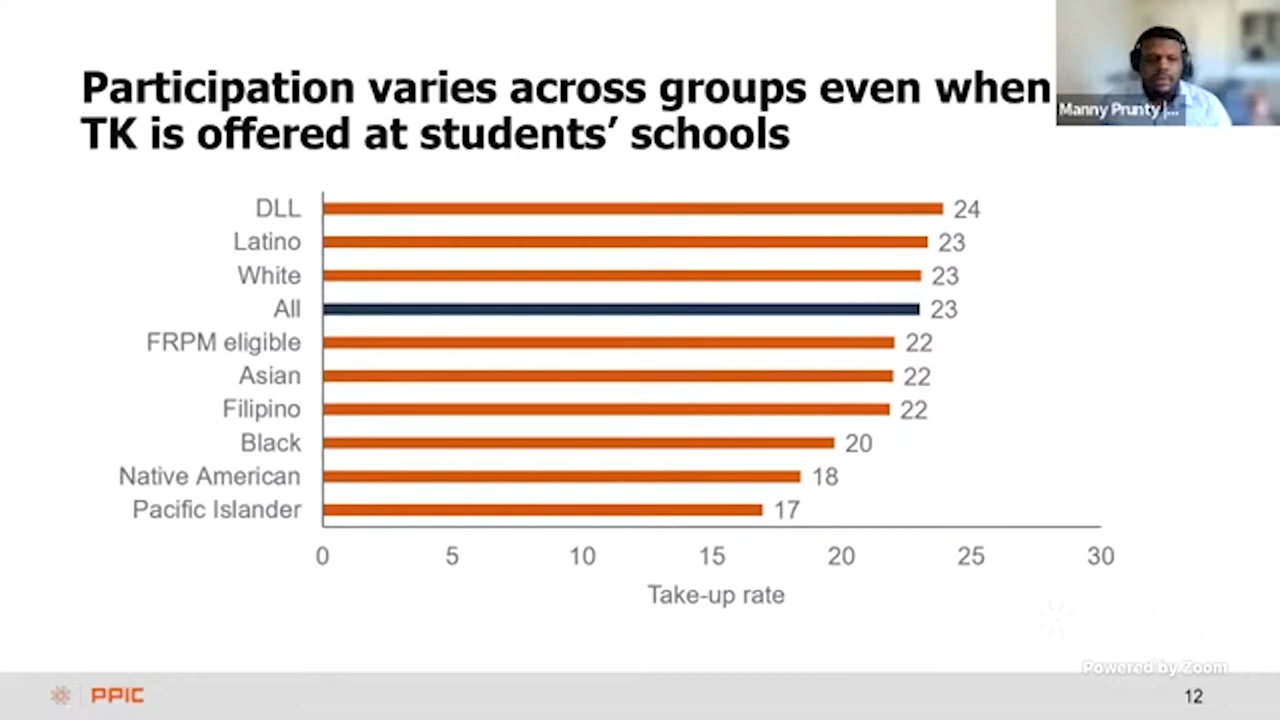 Participation varies across groups even when
TK is offered at students’ schools
Manny Prunty |...
DLL 24
Latino 23
White 23
All 23
FRPM eligible 22
Asian 22
Filipino 22
Black 20
Native American 18
Pacific Islander 17
0 5 10 15 20 25 30
Take-up rate
Powered by Zoom
PPIC
12